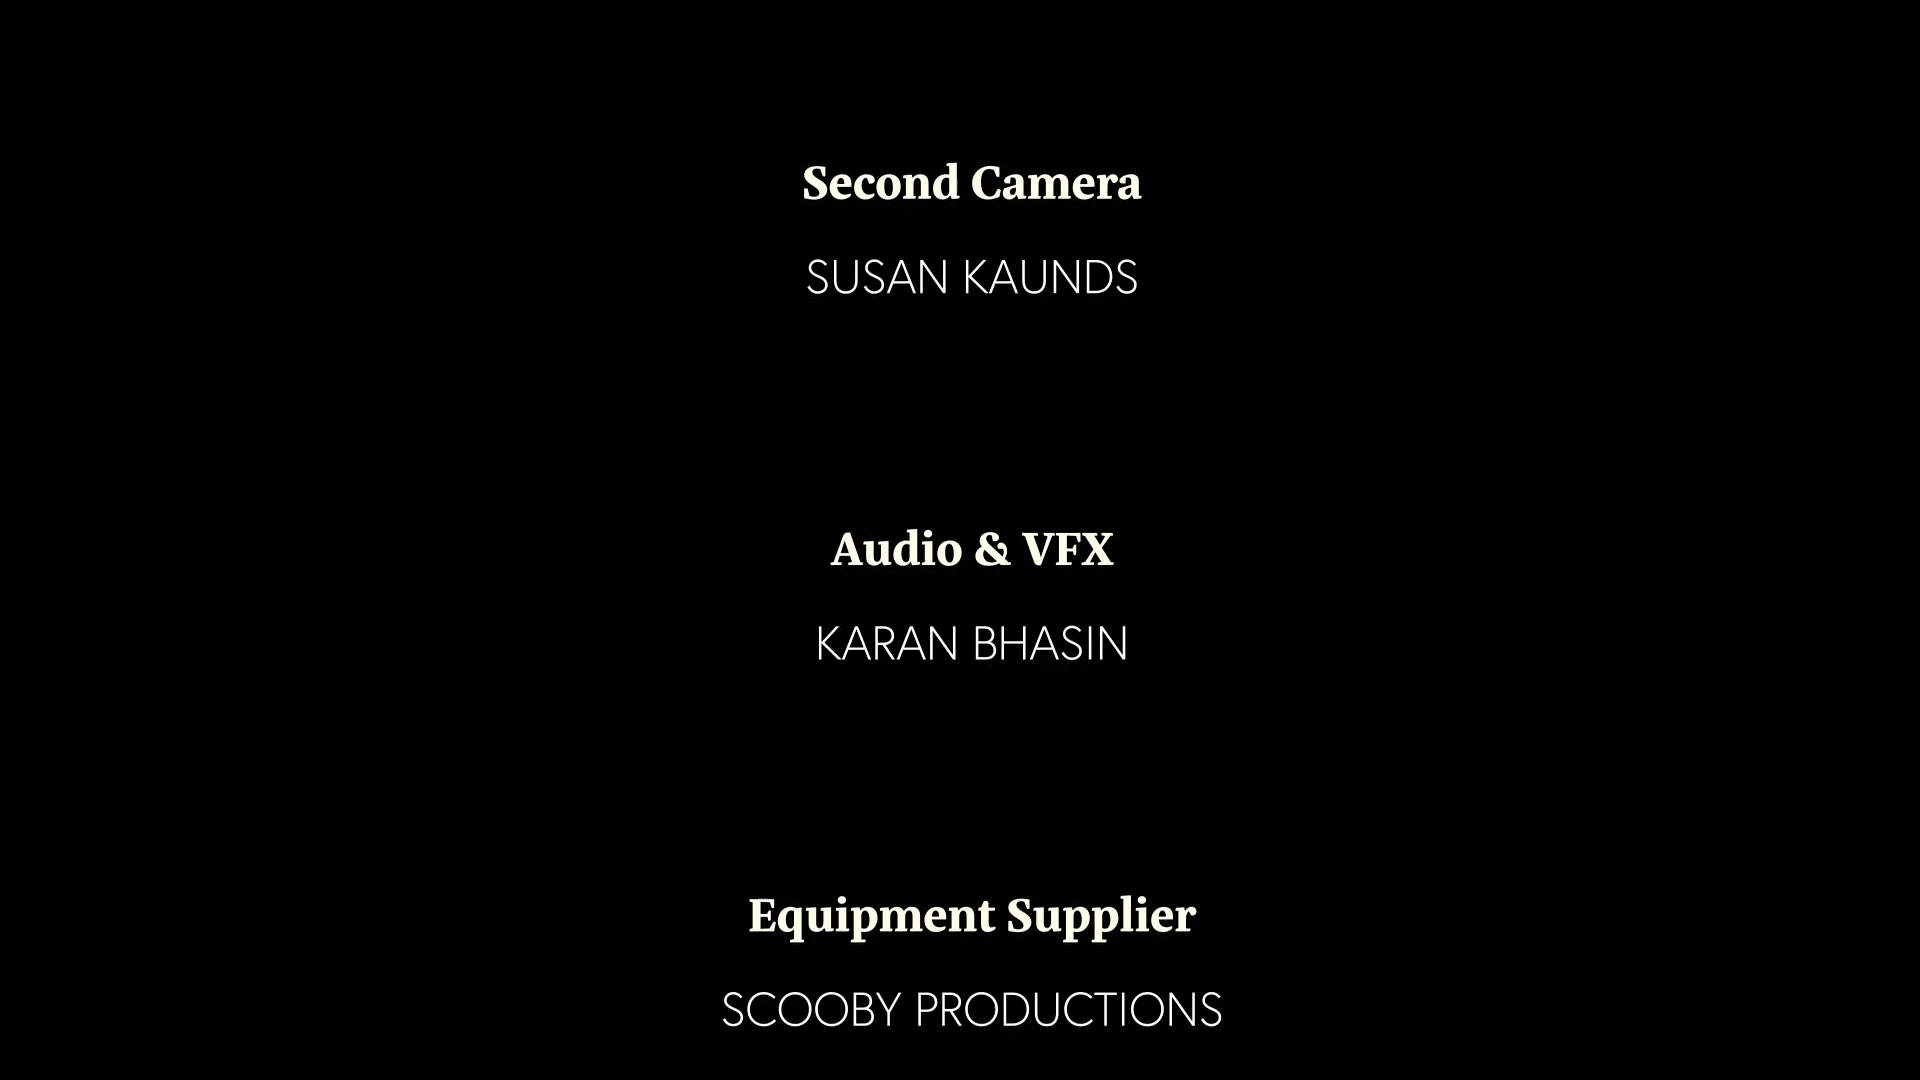 Second Camera
SUSAN KAUNDS
Audio & VFX
KARAN BHASIN
Equipment Supplier
SCOOBY PRODUCTIONS